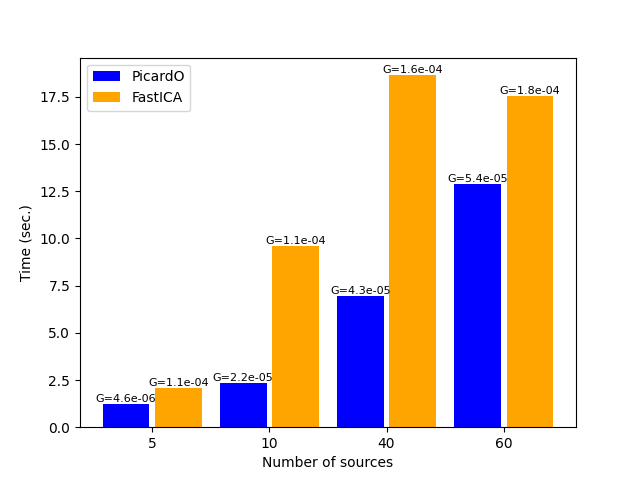 PicardO
FastICA
G=1.6e-04
G=1.8e-04
G=5.4e-05
G=1.1e-04
G=4.3e-05
G=2.2e-05
G=1.1e-04
G=4.6e-06
17.5
15.0
12.5
10.0
7.5
5.0
2.5
0.0
Time (sec.)
5 10 40 60
Number of sources